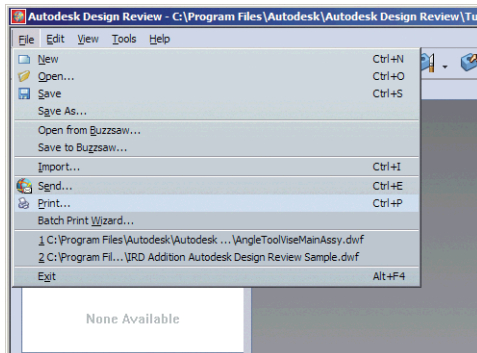 Autodesk Design Review - C:\Program Files\Autodesk\Autodesk Design Review\Tu
File Edit View Tools Help
New Ctrl+N
Open... Ctrl+O
Save Ctrl+S
Save As...
Open from Buzzsaw...
Save to Buzzsaw...
Import... Ctrl+I
Send... Ctrl+E
Print... Ctrl+P
Batch Print Wizard...
1 C:\Program Files\Autodesk\Autodesk ...\AngleToolViseMainAssy.dwf
2 C:\Program Fil...\IRD Addition Autodesk Design Review Sample.dwf
Exit Alt+F4
None Available